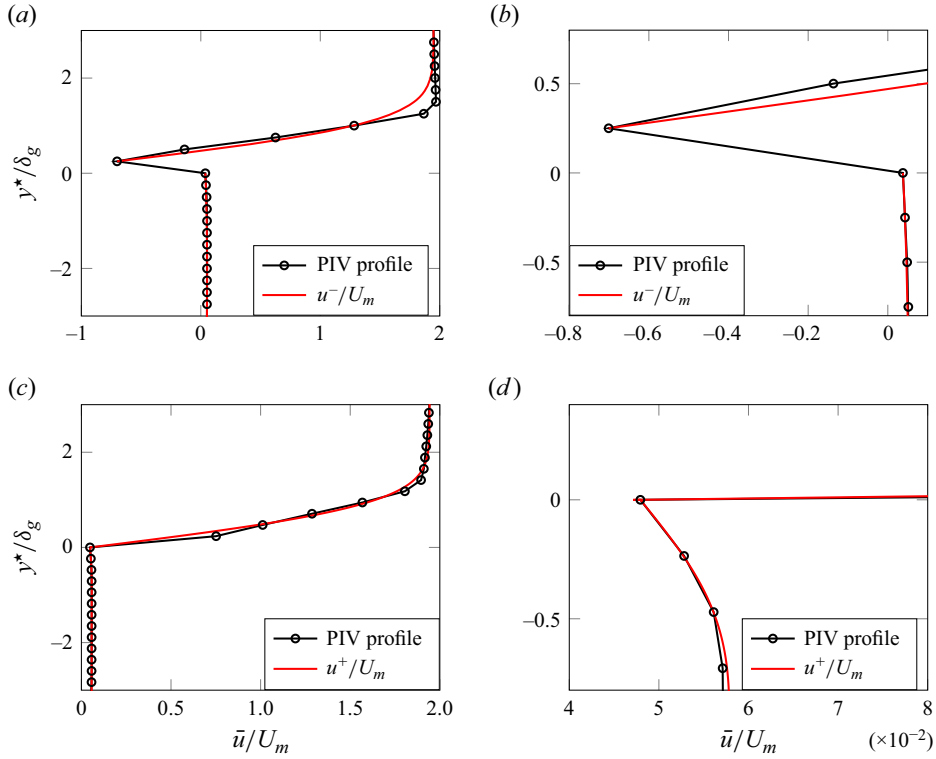 (a)
2
0
−2
y★/δg
−1
0
1
2
PIV profile
u−/Um
(b)
0.5
0
−0.5
−0.8
−0.6
−0.4
−0.2
0
PIV profile
u−/Um
(c)
2
0
−2
y★/δg
0
0.5
1.0
1.5
2.0
ū/Um
PIV profile
u+/Um
(d)
0
−0.5
4
5
6
7
8
ū/Um
(×10−2)
PIV profile
u+/Um